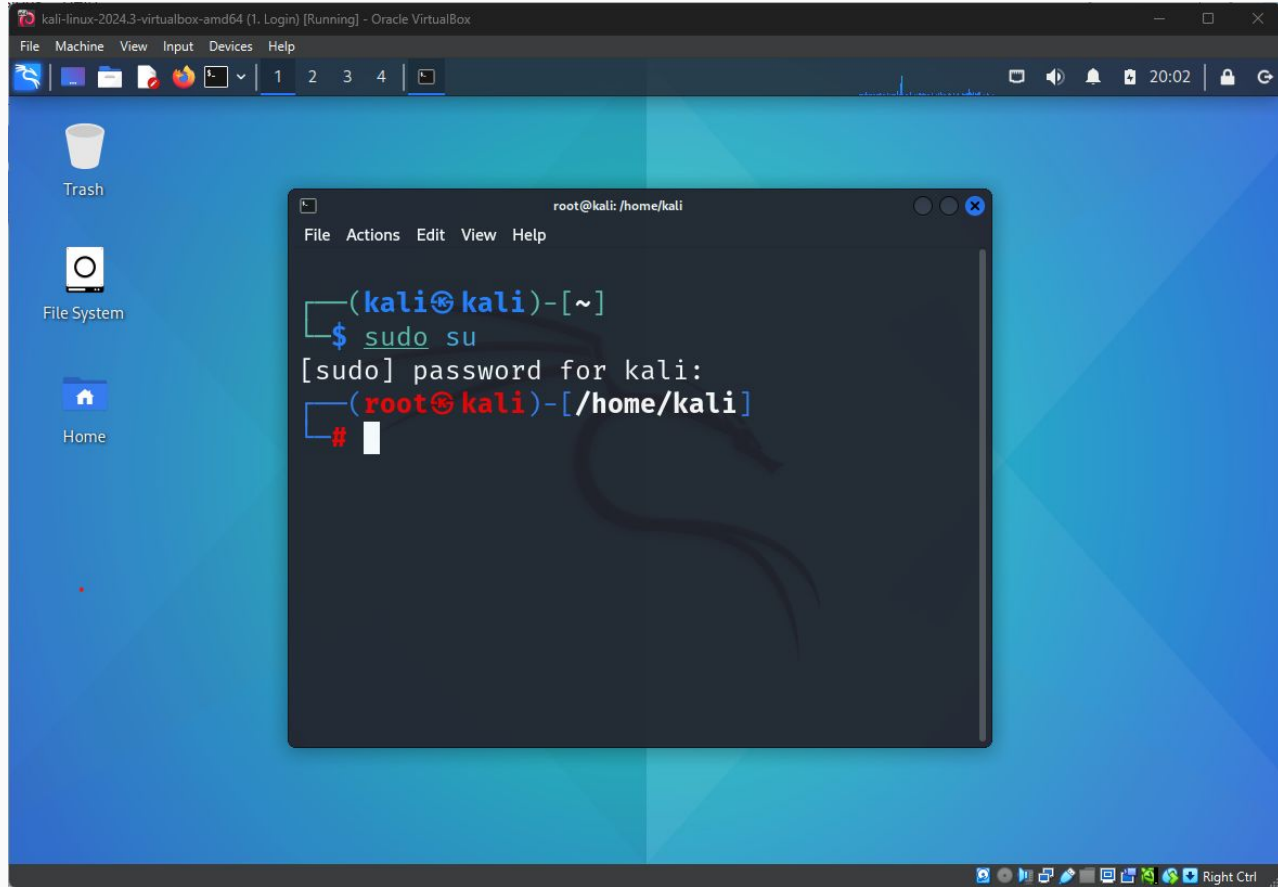 kali-linux-2024.3-virtualbox-amd64 (1. Login) [Running] - Oracle VirtualBox
File Machine View Input Devices Help
1 2 3 4 20:02
Trash
File System
Home
root@kali: /home/kali
File Actions Edit View Help
┌──(kali㉿kali)-[~]
└─$ sudo su
[sudo] password for kali:
┌──(root㉿kali)-[/home/kali]
└─#
Right Ctrl